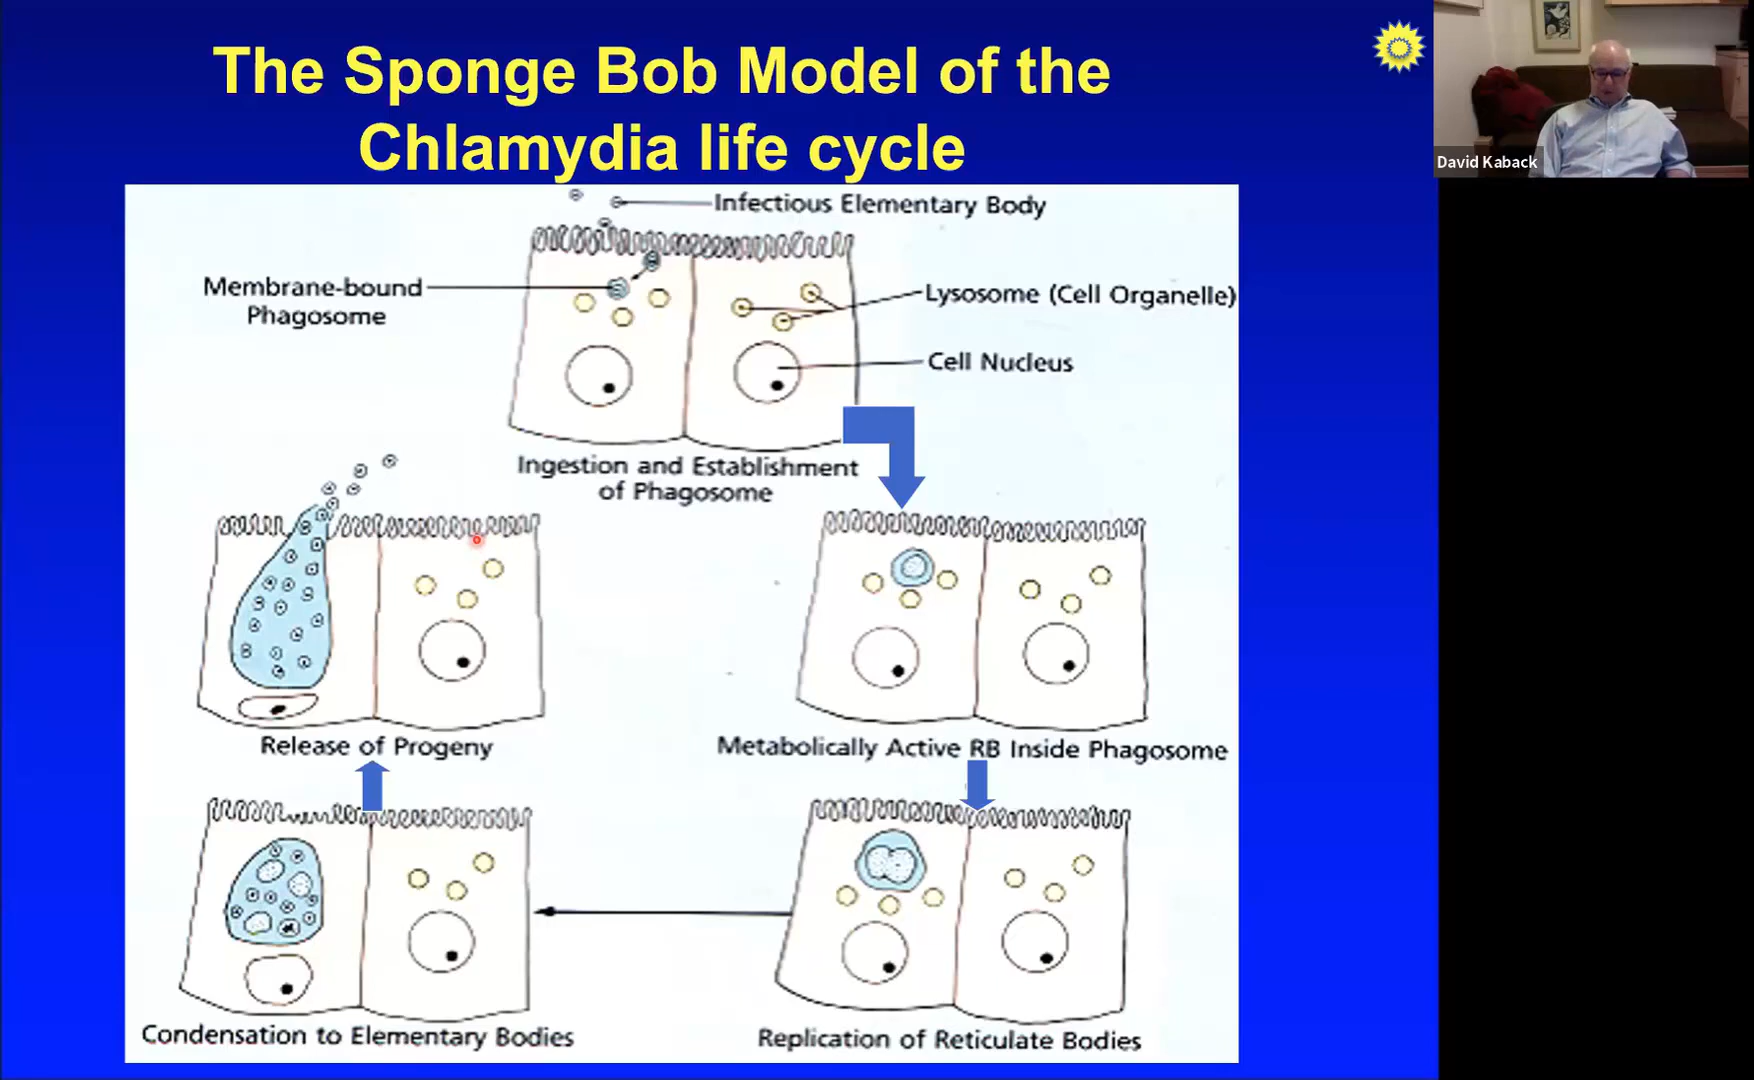 The Sponge Bob Model of the
Chlamydia life cycle
David Kaback
Infectious Elementary Body
Membrane-bound
Phagosome
Lysosome (Cell Organelle)
Cell Nucleus
Ingestion and Establishment
of Phagosome
Release of Progeny
Metabolically Active RB Inside Phagosome
Condensation to Elementary Bodies
Replication of Reticulate Bodies